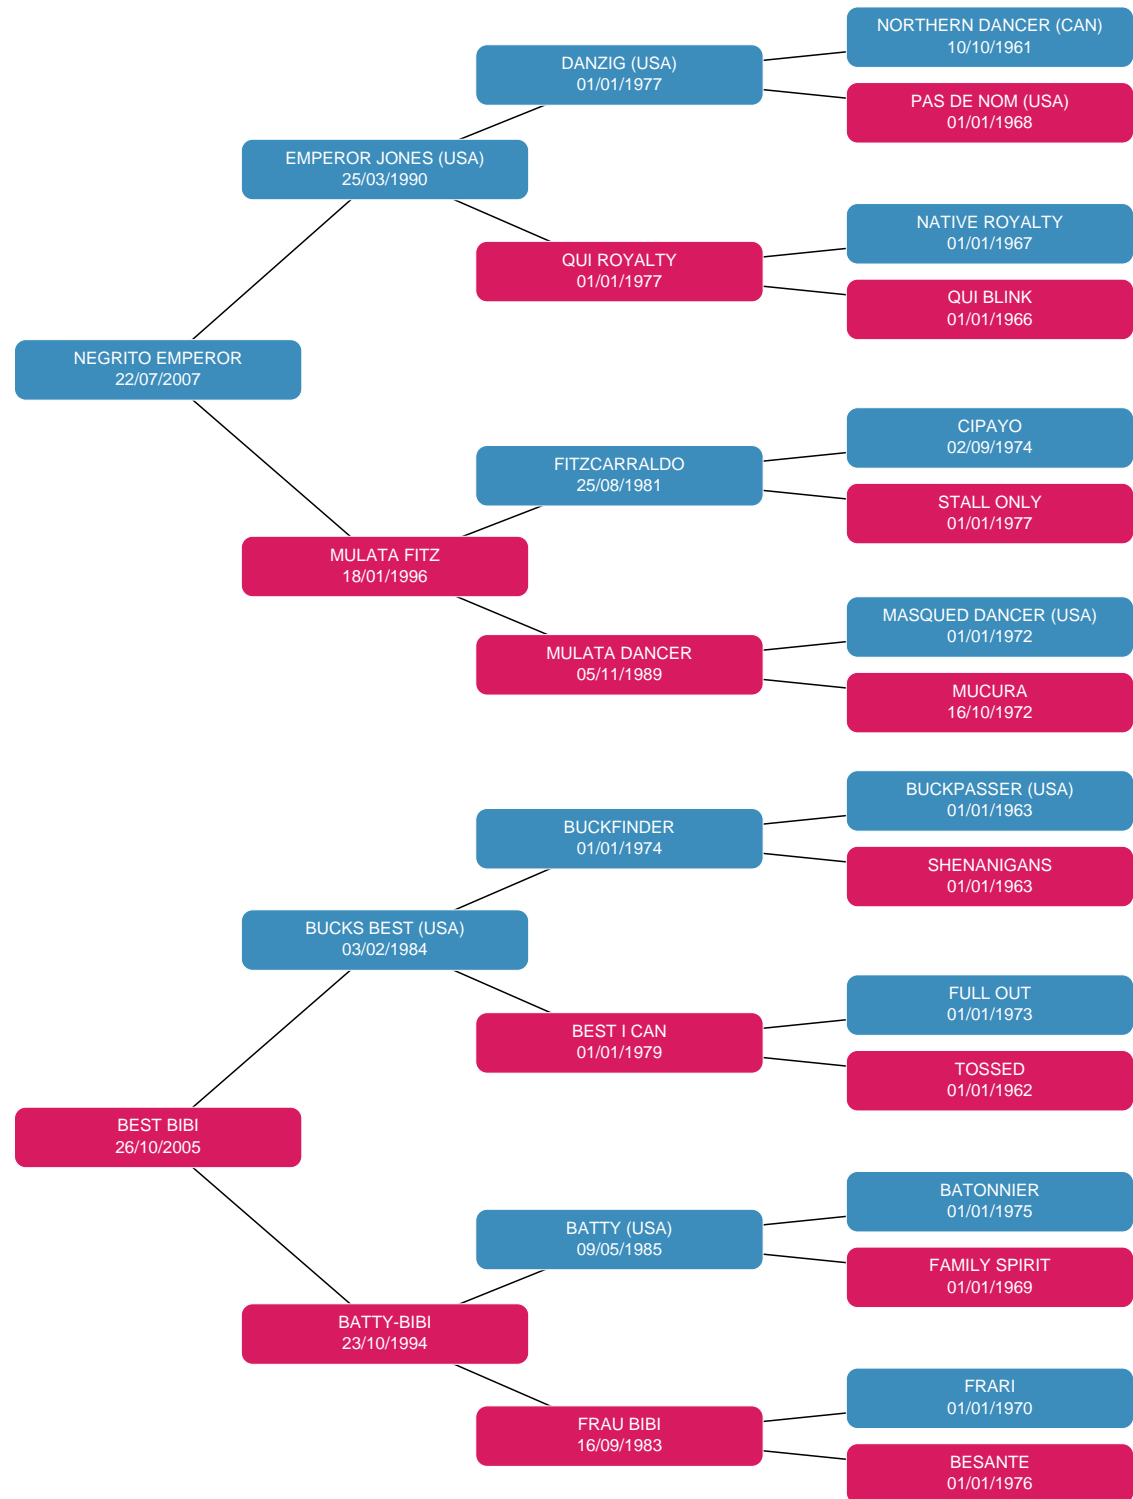 NORTHERN DANCER (CAN)
10/10/1961
DANZIG (USA)
01/01/1977
PAS DE NOM (USA)
01/01/1968
EMPEROR JONES (USA)
25/03/1990
NATIVE ROYALTY
01/01/1967
QUI ROYALTY
01/01/1977
QUI BLINK
01/01/1966
NEGRITO EMPEROR
22/07/2007
CIPAYO
02/09/1974
FITZCARRALDO
25/08/1981
STALL ONLY
01/01/1977
MULATA FITZ
18/01/1996
MASQUED DANCER (USA)
01/01/1972
MULATA DANCER
05/11/1989
MUCURA
16/10/1972
BUCKPASSER (USA)
01/01/1963
BUCKFINDER
01/01/1974
SHENANIGANS
01/01/1963
BUCKS BEST (USA)
03/02/1984
FULL OUT
01/01/1973
BEST I CAN
01/01/1979
TOSSED
01/01/1962
BEST BIBI
26/10/2005
BATONNIER
01/01/1975
BATTY (USA)
09/05/1985
FAMILY SPIRIT
01/01/1969
BATTY-BIBI
23/10/1994
FRARI
01/01/1970
FRAU BIBI
16/09/1983
BESANTE
01/01/1976